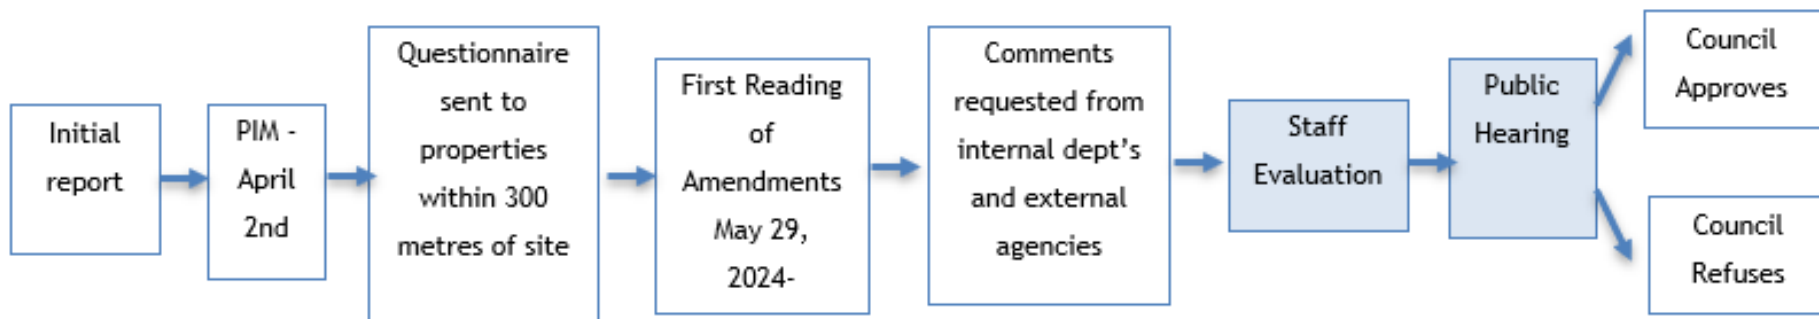 Initial
report
PIM -
April
2nd
Questionnaire
sent to
properties
within 300
metres of site
First Reading
of
Amendments
May 29,
2024-
Comments
requested from
internal dept's
and external
agencies
Staff
Evaluation
Public
Hearing
Council
Approves
Council
Refuses